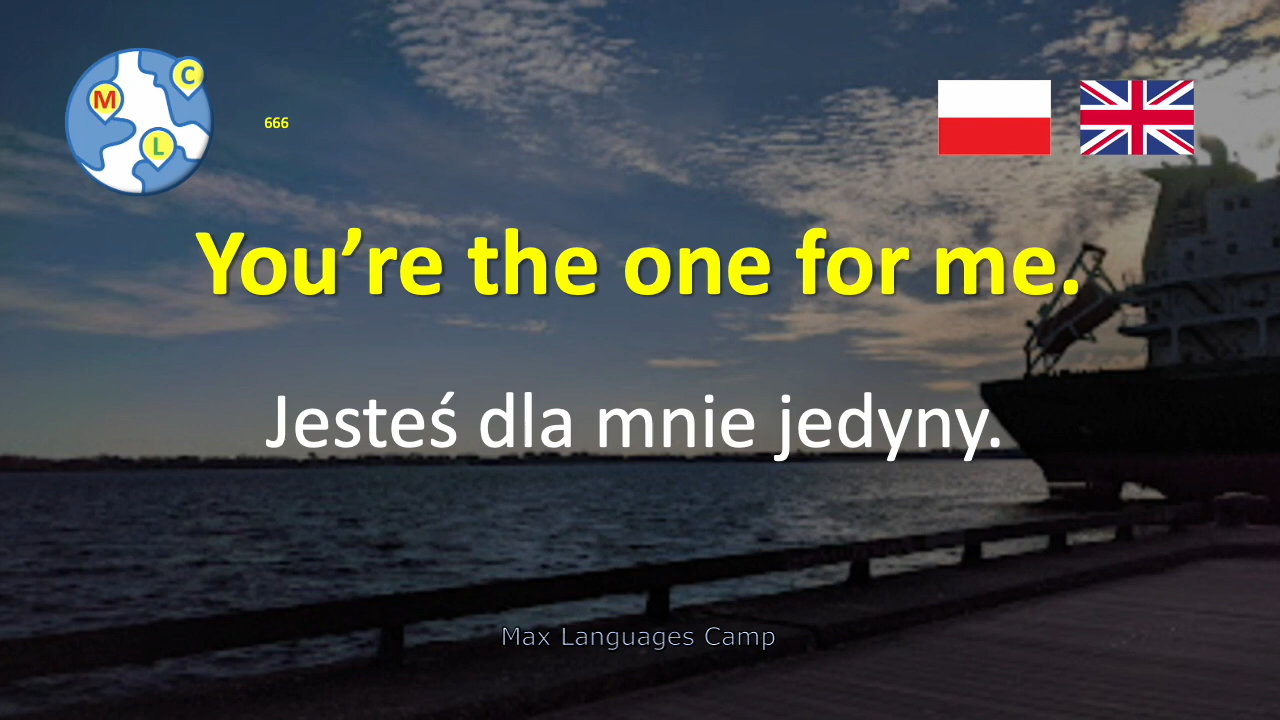 C
M
L
666
You’re the one for me.
Jesteś dla mnie jedyny.
Max Languages Camp